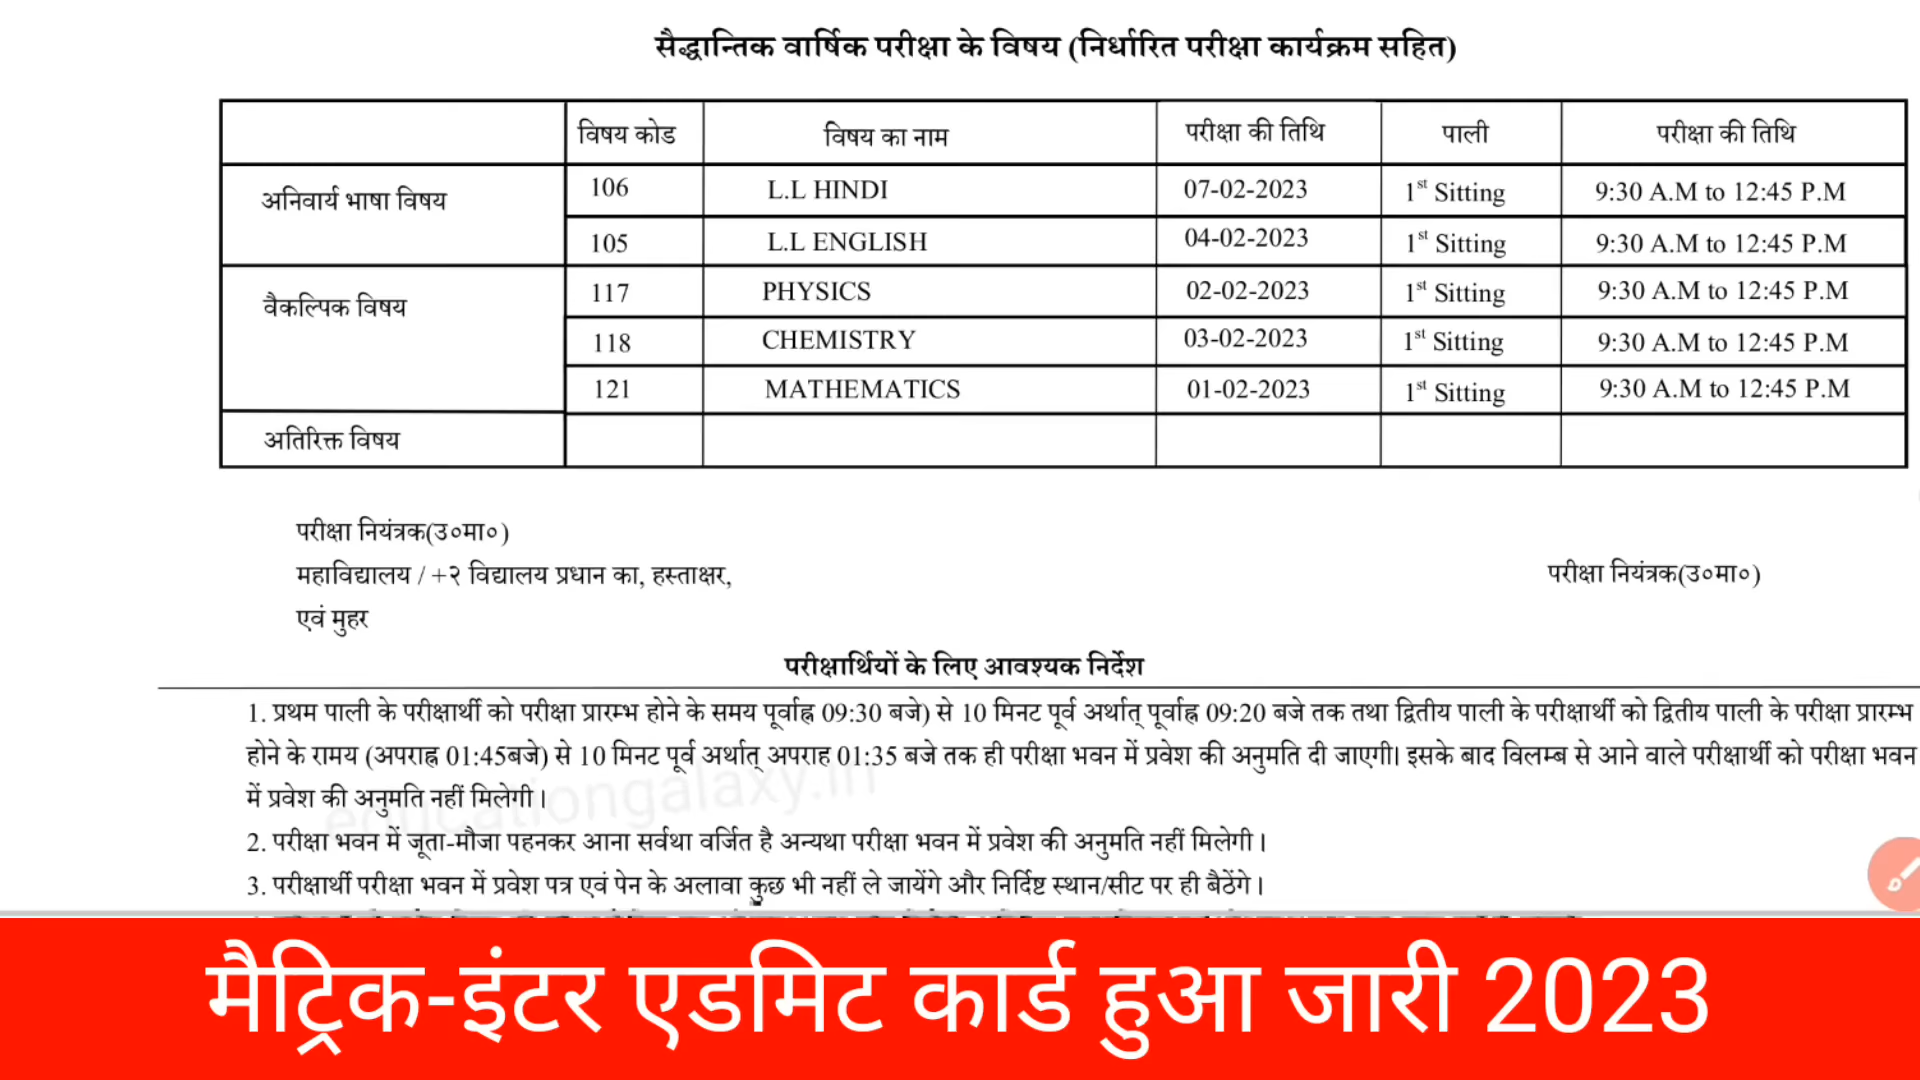 सैद्धान्तिक वार्षिक परीक्षा के विषय (निर्धारित परीक्षा कार्यक्रम सहित)
विषय कोड विषय का नाम परीक्षा की तिथि पाली परीक्षा की तिथि
अनिवार्य भाषा विषय 106 L.L HINDI 07-02-2023 1st Sitting 9:30 A.M to 12:45 P.M
105 L.L ENGLISH 04-02-2023 1st Sitting 9:30 A.M to 12:45 P.M
वैकल्पिक विषय 117 PHYSICS 02-02-2023 1st Sitting 9:30 A.M to 12:45 P.M
118 CHEMISTRY 03-02-2023 1st Sitting 9:30 A.M to 12:45 P.M
121 MATHEMATICS 01-02-2023 1st Sitting 9:30 A.M to 12:45 P.M
अतिरिक्त विषय
परीक्षा नियंत्रक(उ०मा०)
महाविद्यालय / +२ विद्यालय प्रधान का, हस्ताक्षर,
एवं मुहर
परीक्षा नियंत्रक(उ०मा०)
परीक्षार्थियों के लिए आवश्यक निर्देश
1. प्रथम पाली के परीक्षार्थी को परीक्षा प्रारम्भ होने के समय पूर्वाह्न 09:30 बजे) से 10 मिनट पूर्व अर्थात् पूर्वाह्न 09:20 बजे तक तथा द्वितीय पाली के परीक्षार्थी को द्वितीय पाली के परीक्षा प्रारम्भ
होने के रामय (अपराह्न 01:45बजे) से 10 मिनट पूर्व अर्थात् अपराह 01:35 बजे तक ही परीक्षा भवन में प्रवेश की अनुमति दी जाएगी। इसके बाद विलम्ब से आने वाले परीक्षार्थी को परीक्षा भवन
में प्रवेश की अनुमति नहीं मिलेगी।
educationgalaxy.in
2. परीक्षा भवन में जूता-मौजा पहनकर आना सर्वथा वर्जित है अन्यथा परीक्षा भवन में प्रवेश की अनुमति नहीं मिलेगी।
3. परीक्षार्थी परीक्षा भवन में प्रवेश पत्र एवं पेन के अलावा कुछ भी नहीं ले जायेंगे और निर्दिष्ट स्थान/सीट पर ही बैठेंगे।
मैट्रिक-इंटर एडमिट कार्ड हुआ जारी 2023